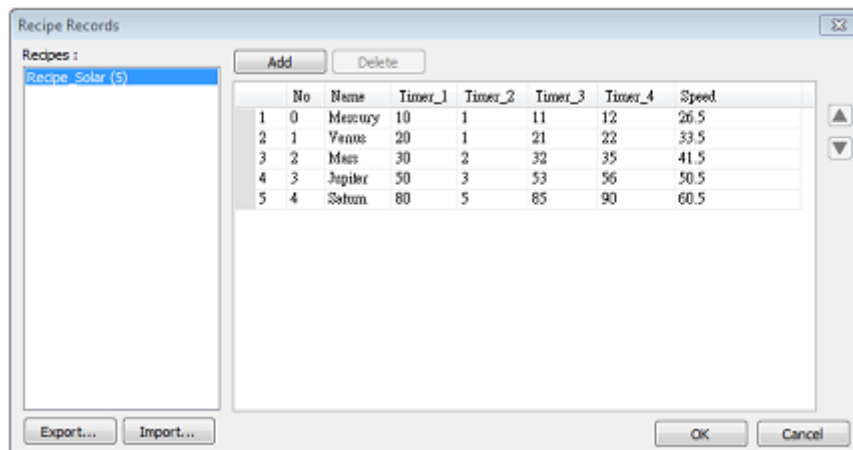 Recipe Records
Recipes :
Recipe_Solar (5)
Add Delete
No Name Timer_1 Timer_2 Timer_3 Timer_4 Speed
1 0 Mercury 10 1 11 12 26.5
2 1 Venus 20 1 21 22 33.5
3 2 Mars 30 2 32 35 41.5
4 3 Jupiter 50 3 53 56 50.5
5 4 Saturn 80 5 85 90 60.5
Export... Import... OK Cancel